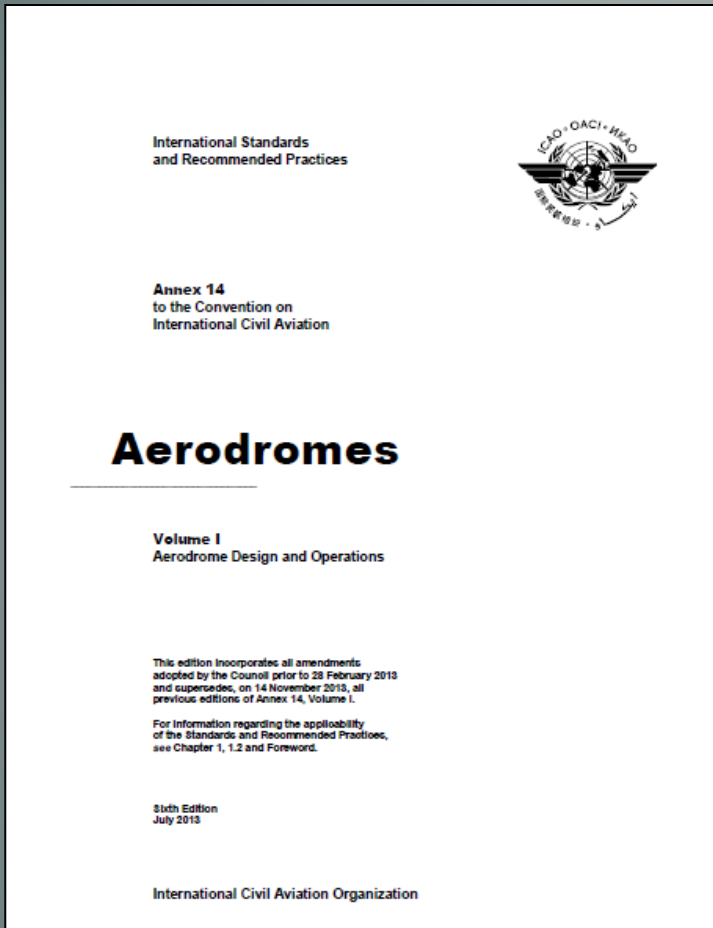 International Standards
and Recommended Practices
ICAO • OACI • ИКАО
Annex 14
to the Convention on
International Civil Aviation
Aerodromes
Volume I
Aerodrome Design and Operations
This edition incorporates all amendments
adopted by the Council prior to 28 February 2013
and supersedes, on 14 November 2013, all
previous editions of Annex 14, Volume I.
For information regarding the applicability
of the Standards and Recommended Practices,
see Chapter 1, 1.2 and Foreword.
Sixth Edition
July 2013
International Civil Aviation Organization